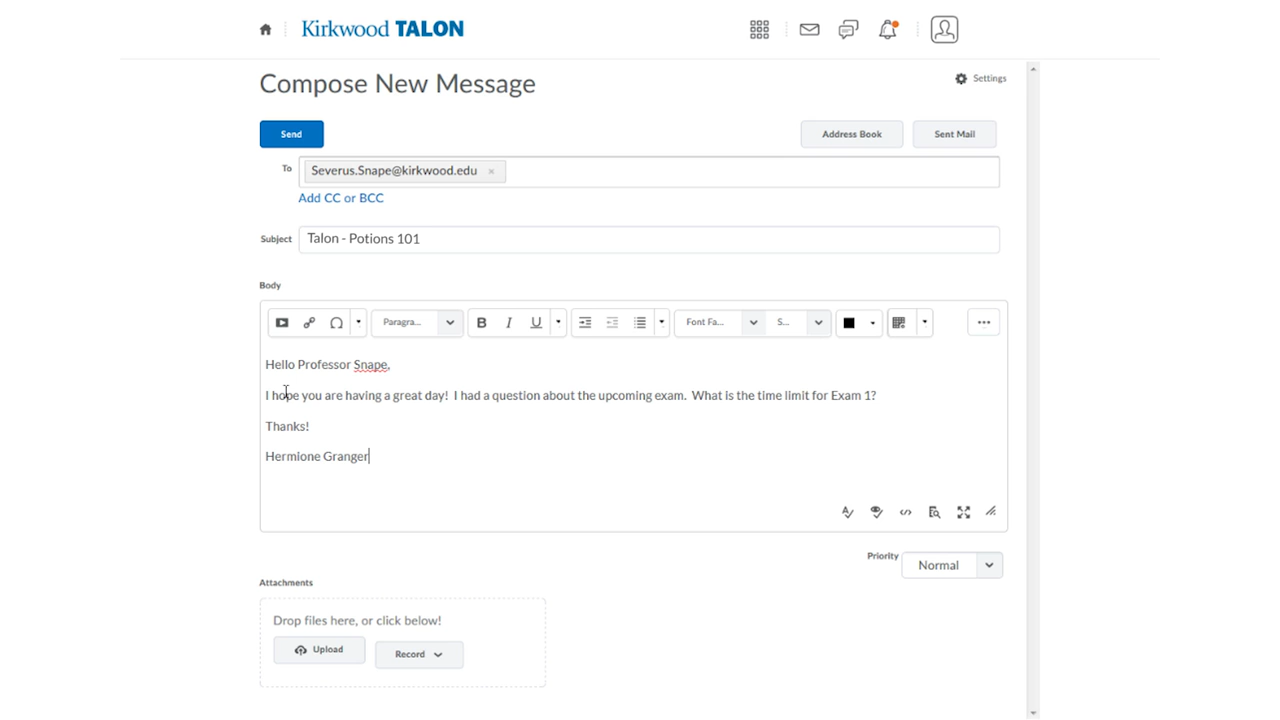 Kirkwood TALON
Compose New Message
Settings
Send
Address Book
Sent Mail
To
Severus.Snape@kirkwood.edu ×
Add CC or BCC
Subject
Talon - Potions 101
Body
Paragra...
B I U
Font Fa...
S...
Hello Professor Snape,
I hope you are having a great day!  I had a question about the upcoming exam.  What is the time limit for Exam 1?
Thanks!
Hermione Granger
Priority
Normal
Attachments
Drop files here, or click below!
Upload
Record